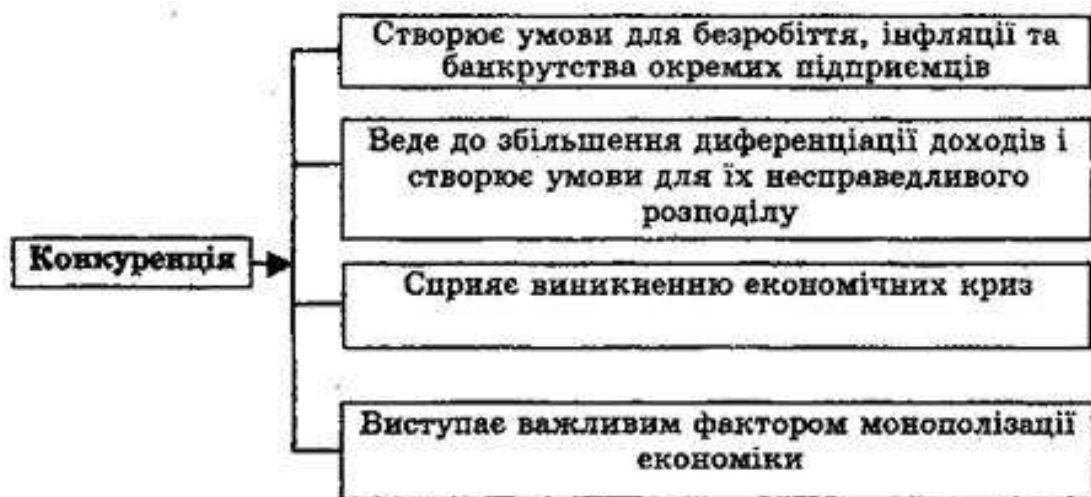 Створює умови для безробіття, інфляції та
банкрутства окремих підприємців
Веде до збільшення диференціації доходів і
створює умови для їх несправедливого
розподілу
Конкуренція
Сприяє виникненню економічних криз
Виступає важливим фактором монополізації
економіки